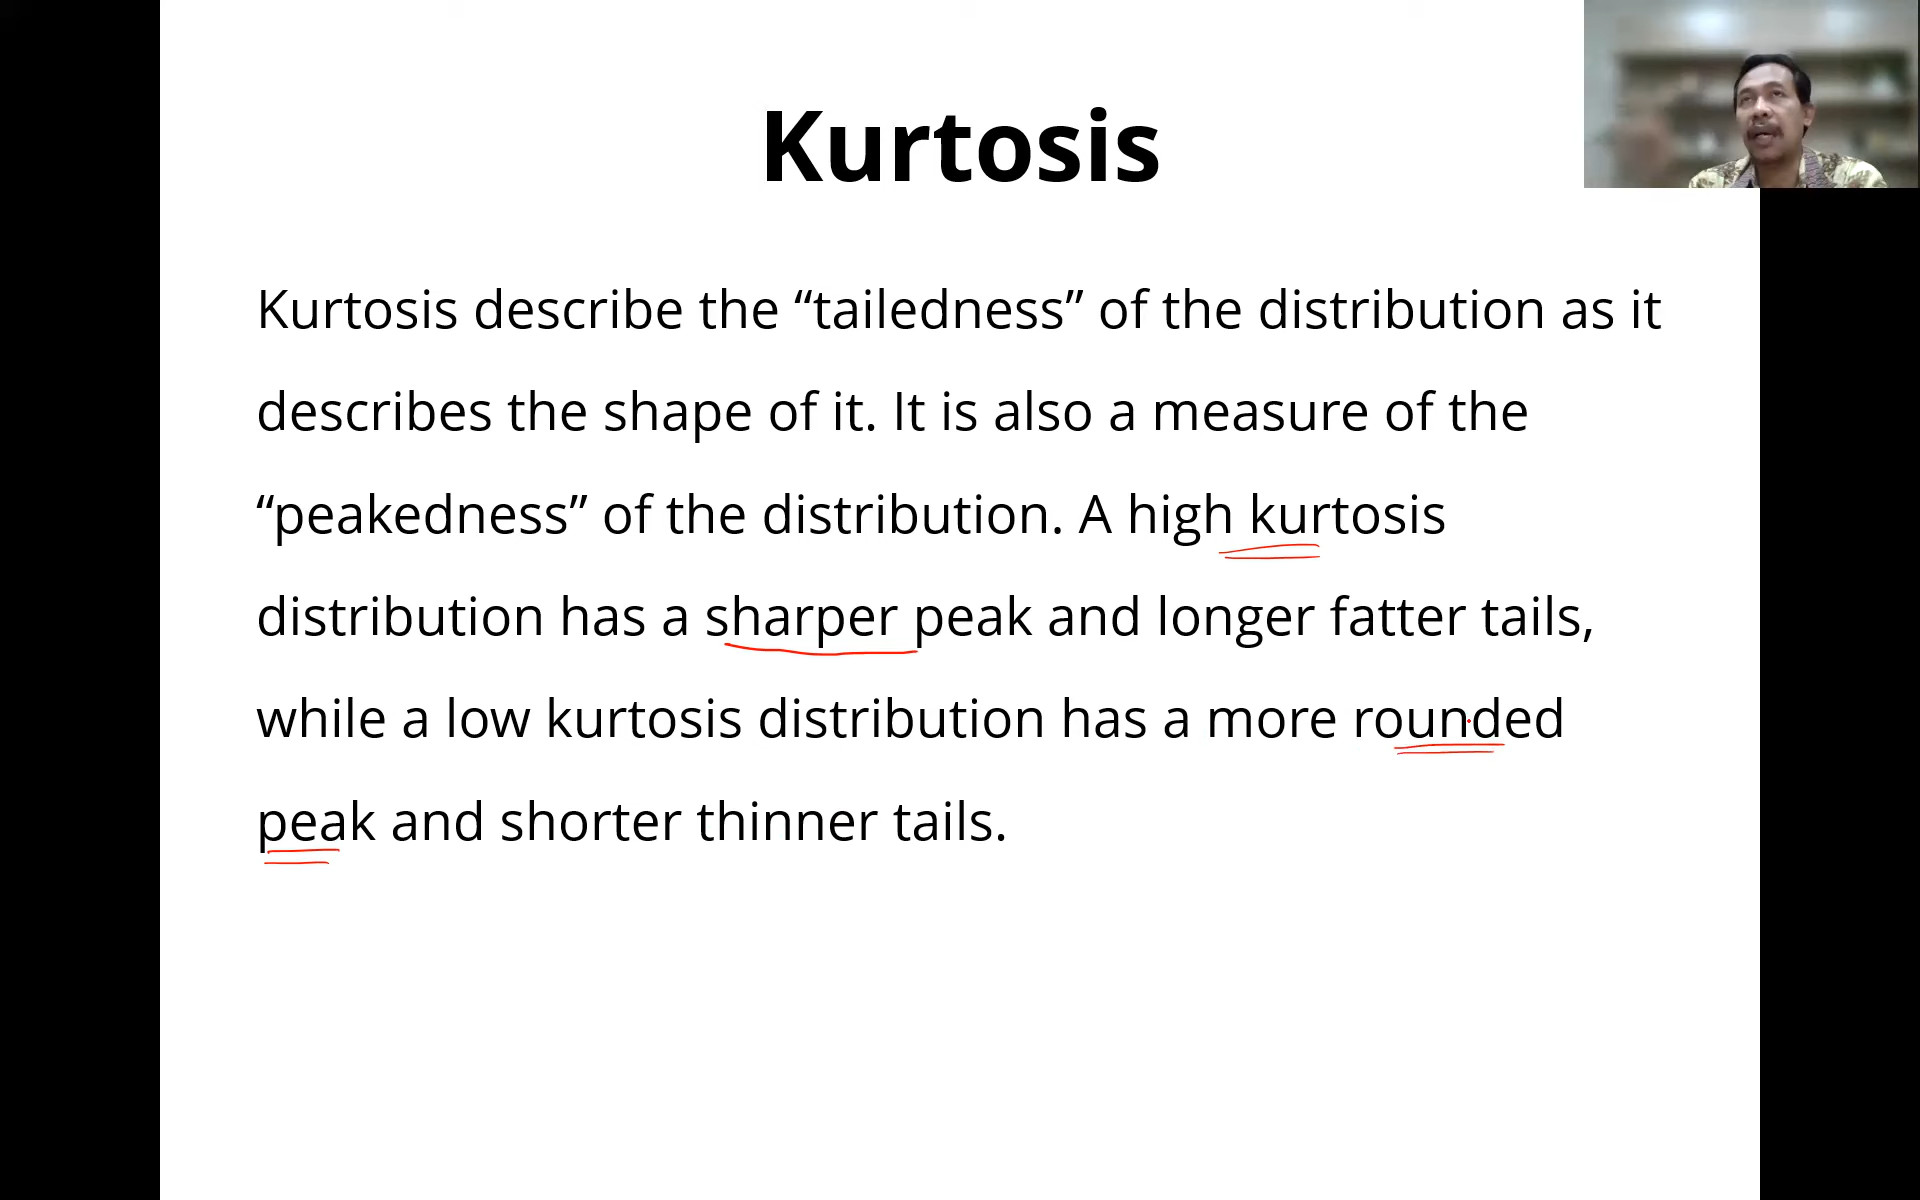 Kurtosis
Kurtosis describe the “tailedness” of the distribution as it
describes the shape of it. It is also a measure of the
“peakedness” of the distribution. A high kurtosis
distribution has a sharper peak and longer fatter tails,
while a low kurtosis distribution has a more rounded
peak and shorter thinner tails.